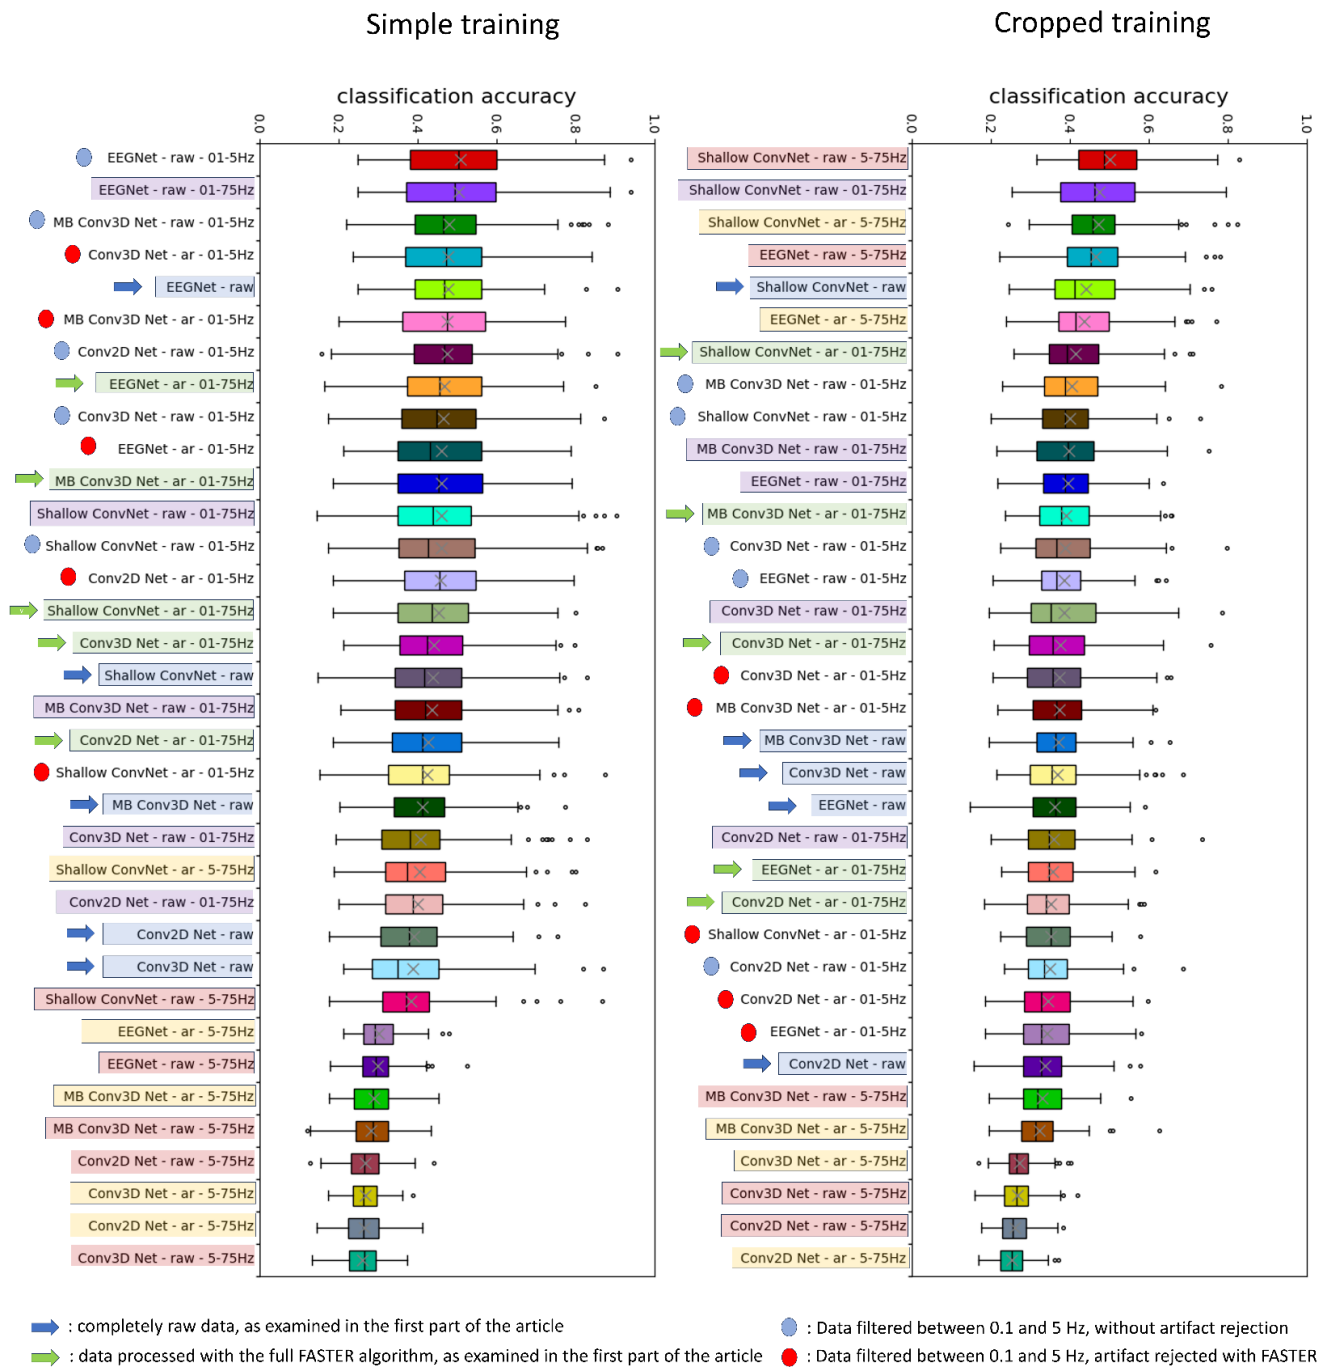 Simple training
Cropped training
classification accuracy
0.0
0.2
0.4
0.6
0.8
1.0
EEGNet - raw - 01-5Hz
EEGNet - raw - 01-75Hz
MB Conv3D Net - raw - 01-5Hz
Conv3D Net - ar - 01-5Hz
EEGNet - raw
MB Conv3D Net - ar - 01-5Hz
Conv2D Net - raw - 01-5Hz
EEGNet - ar - 01-75Hz
Conv3D Net - raw - 01-5Hz
EEGNet - ar - 01-5Hz
MB Conv3D Net - ar - 01-75Hz
Shallow ConvNet - raw - 01-75Hz
Shallow ConvNet - raw - 01-5Hz
Conv2D Net - ar - 01-5Hz
Shallow ConvNet - ar - 01-75Hz
Conv3D Net - ar - 01-75Hz
Shallow ConvNet - raw
MB Conv3D Net - raw - 01-75Hz
Conv2D Net - ar - 01-75Hz
Shallow ConvNet - ar - 01-5Hz
MB Conv3D Net - raw
Conv3D Net - raw - 01-75Hz
Shallow ConvNet - ar - 5-75Hz
Conv2D Net - raw - 01-75Hz
Conv2D Net - raw
Conv3D Net - raw
Shallow ConvNet - raw - 5-75Hz
EEGNet - ar - 5-75Hz
EEGNet - raw - 5-75Hz
MB Conv3D Net - ar - 5-75Hz
MB Conv3D Net - raw - 5-75Hz
Conv2D Net - raw - 5-75Hz
Conv3D Net - ar - 5-75Hz
Conv2D Net - ar - 5-75Hz
Conv3D Net - raw - 5-75Hz
classification accuracy
0.0
0.2
0.4
0.6
0.8
1.0
Shallow ConvNet - raw - 5-75Hz
Shallow ConvNet - raw - 01-75Hz
Shallow ConvNet - ar - 5-75Hz
EEGNet - raw - 5-75Hz
Shallow ConvNet - raw
EEGNet - ar - 5-75Hz
Shallow ConvNet - ar - 01-75Hz
MB Conv3D Net - raw - 01-5Hz
Shallow ConvNet - raw - 01-5Hz
MB Conv3D Net - raw - 01-75Hz
EEGNet - raw - 01-75Hz
MB Conv3D Net - ar - 01-75Hz
Conv3D Net - raw - 01-5Hz
EEGNet - raw - 01-5Hz
Conv3D Net - raw - 01-75Hz
Conv3D Net - ar - 01-75Hz
Conv3D Net - ar - 01-5Hz
MB Conv3D Net - ar - 01-5Hz
MB Conv3D Net - raw
Conv3D Net - raw
EEGNet - raw
Conv2D Net - raw - 01-75Hz
EEGNet - ar - 01-75Hz
Conv2D Net - ar - 01-75Hz
Shallow ConvNet - ar - 01-5Hz
Conv2D Net - raw - 01-5Hz
Conv2D Net - ar - 01-5Hz
EEGNet - ar - 01-5Hz
Conv2D Net - raw
MB Conv3D Net - raw - 5-75Hz
MB Conv3D Net - ar - 5-75Hz
Conv3D Net - ar - 5-75Hz
Conv3D Net - raw - 5-75Hz
Conv2D Net - raw - 5-75Hz
Conv2D Net - ar - 5-75Hz
: completely raw data, as examined in the first part of the article
: data processed with the full FASTER algorithm, as examined in the first part of the article
: Data filtered between 0.1 and 5 Hz, without artifact rejection
: Data filtered between 0.1 and 5 Hz, artifact rejected with FASTER